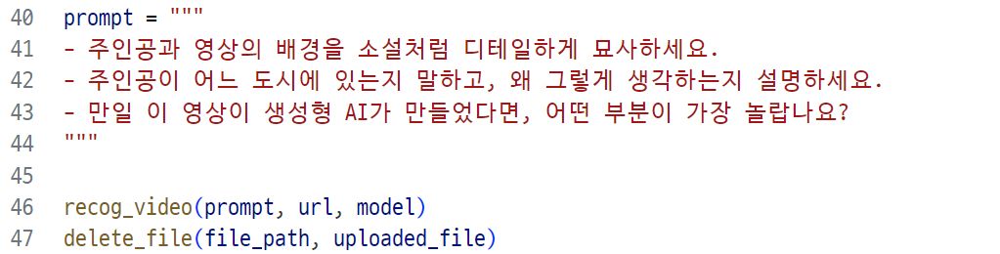 40 prompt = """
41 - 주인공과 영상의 배경을 소설처럼 디테일하게 묘사하세요.
42 - 주인공이 어느 도시에 있는지 말하고, 왜 그렇게 생각하는지 설명하세요.
43 - 만일 이 영상이 생성형 AI가 만들었다면, 어떤 부분이 가장 놀랍나요?
44 """
45
46 recog_video(prompt, url, model)
47 delete_file(file_path, uploaded_file)